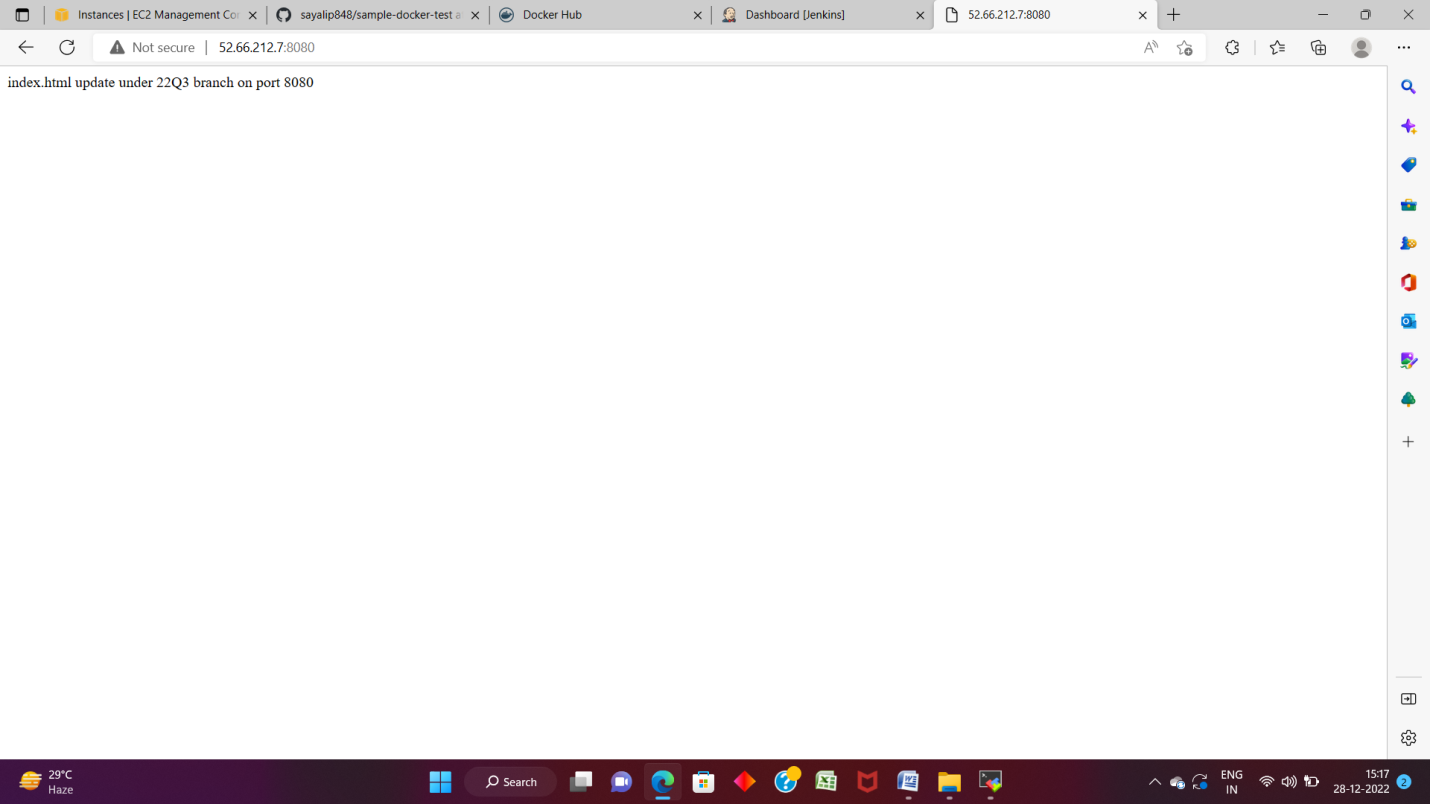 Instances | EC2 Management Con
sayalip848/sample-docker-test a
Docker Hub
Dashboard [Jenkins]
52.66.212.7:8080
Not secure
52.66.212.7:8080
index.html update under 22Q3 branch on port 8080
29°C
Haze
Search
ENG
IN
15:17
28-12-2022
2